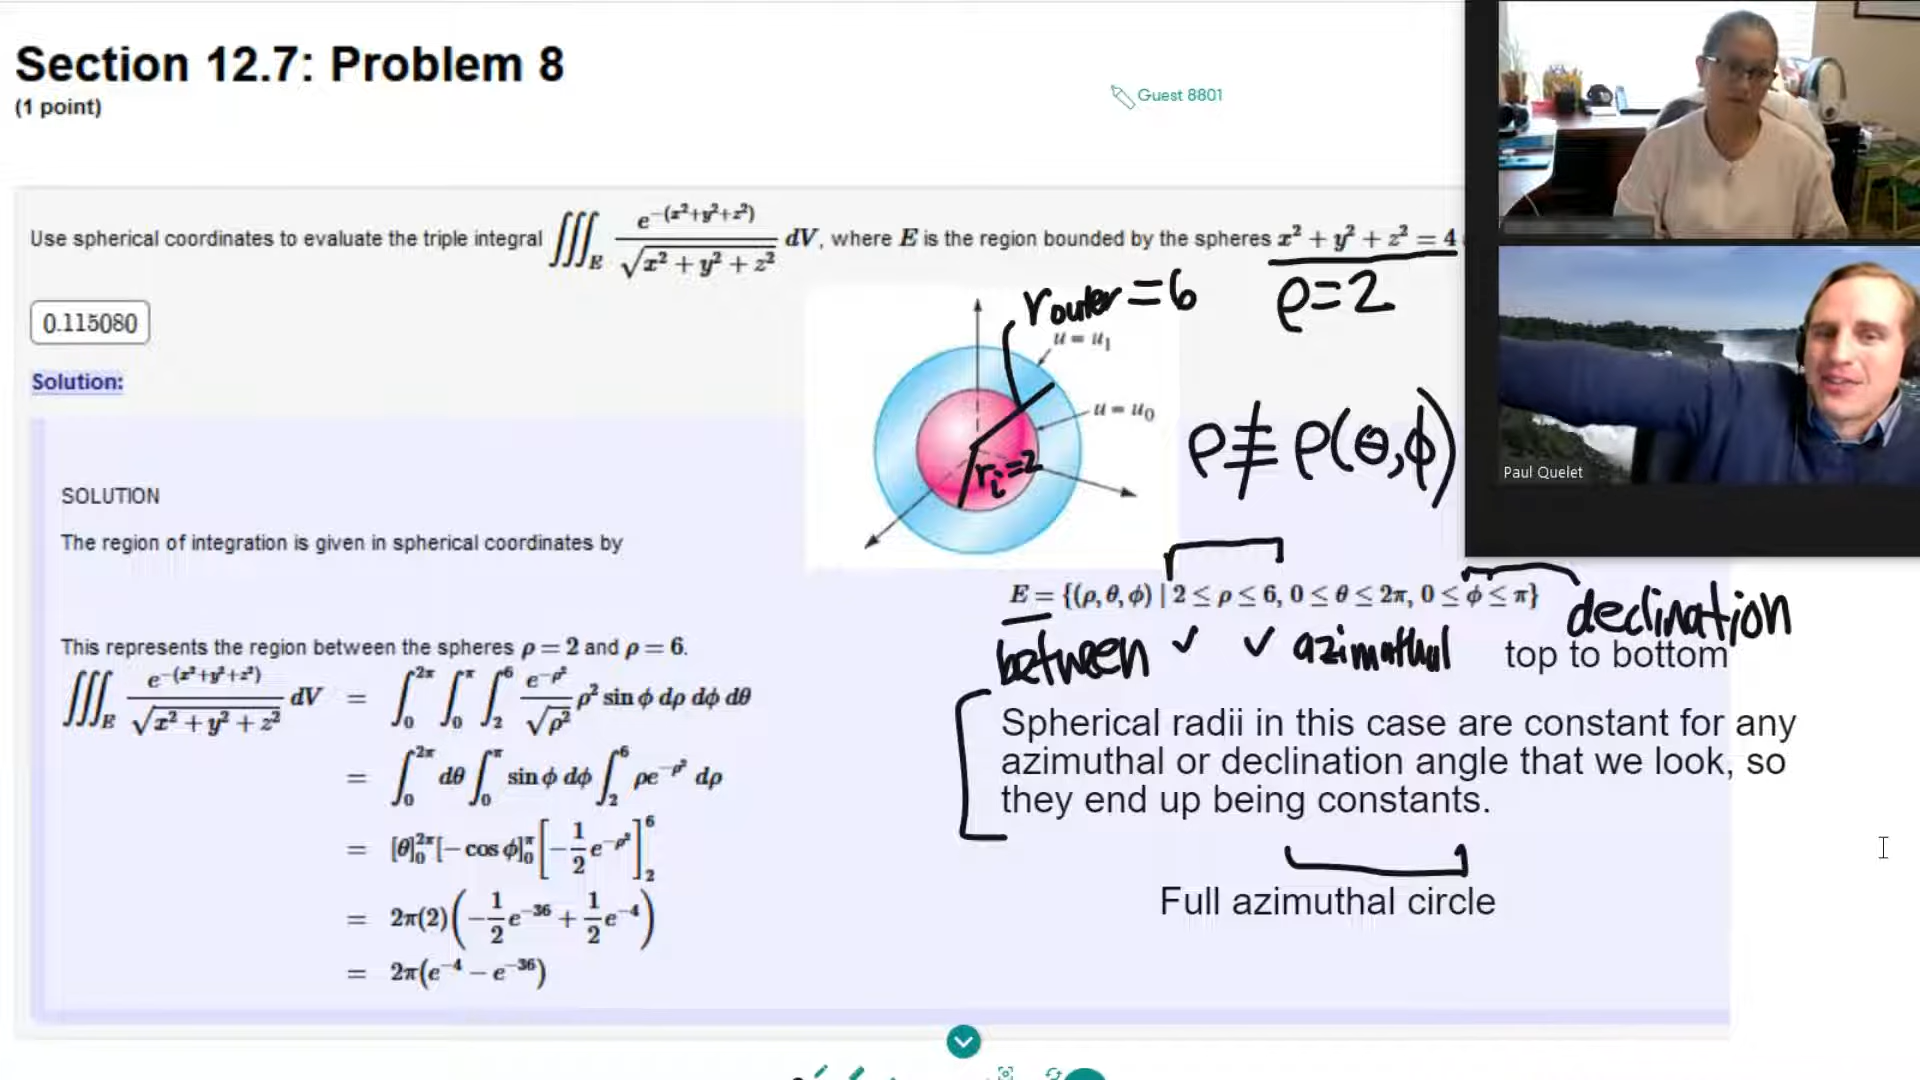 Section 12.7: Problem 8
(1 point)
Guest 8801
Use spherical coordinates to evaluate the triple integral ∭_E e^{-(x²+y²+z²)} / √(x² + y² + z²) dV, where E is the region bounded by the spheres x² + y² + z² = 4
ρ=2
0.115080
r outer = 6
u = u₁
u = u₀
r_i=2
ρ≢ρ(θ,ϕ)
Paul Quelet
Solution:
SOLUTION
The region of integration is given in spherical coordinates by
E = {(ρ, θ, ϕ) | 2 ≤ ρ ≤ 6, 0 ≤ θ ≤ 2π, 0 ≤ ϕ ≤ π}
declination
between ✓ ✓ azimuthal
top to bottom
This represents the region between the spheres ρ = 2 and ρ = 6.
∭_E e^{-(x²+y²+z²)} / √(x² + y² + z²) dV = ∫_0^{2π} ∫_0^π ∫_2^6 e^{-ρ²} / √ρ² ρ² sin ϕ dρ dϕ dθ
= ∫_0^{2π} dθ ∫_0^π sin ϕ dϕ ∫_2^6 ρe^{-ρ²} dρ
= [θ]_0^{2π} [− cos ϕ]_0^π [−1/2 e^{-ρ²}]_2^6
= 2π(2)(−1/2 e^{-36} + 1/2 e^{-4})
= 2π(e^{-4} − e^{-36})
Spherical radii in this case are constant for any
azimuthal or declination angle that we look, so
they end up being constants.
Full azimuthal circle